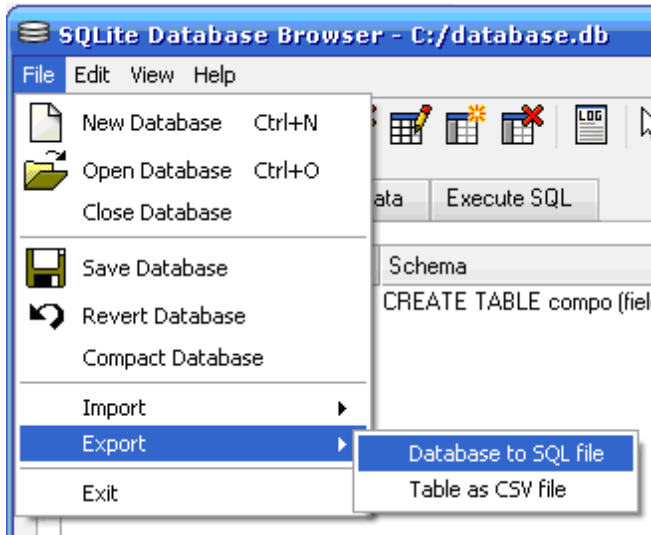 SQLite Database Browser - C:/database.db
File Edit View Help
New Database Ctrl+N
LOG
Open Database Ctrl+O
ata Execute SQL
Close Database
Save Database
Schema
Revert Database
CREATE TABLE compo (fiel
Compact Database
Import
Export
Database to SQL file
Table as CSV file
Exit